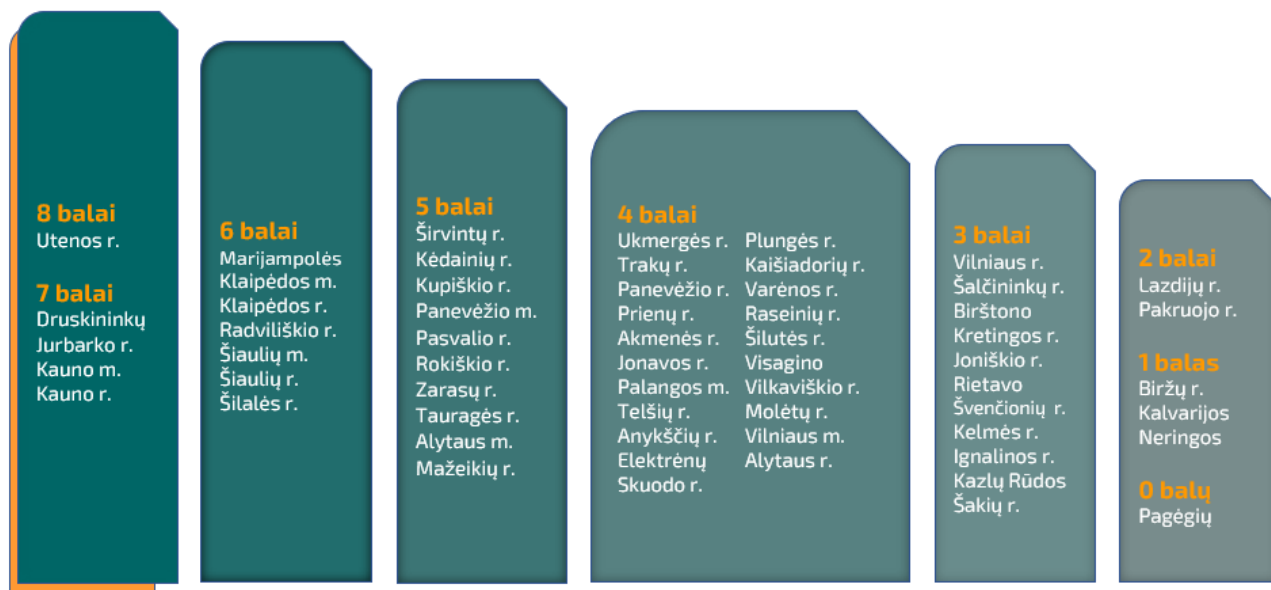 8 balai
Utenos r.
7 balai
Druskininkų
Jurbarko r.
Kauno m.
Kauno r.
6 balai
Marijampolės
Klaipėdos m.
Klaipėdos r.
Radviliškio r.
Šiaulių m.
Šiaulių r.
Šilalės r.
5 balai
Širvintų r.
Kėdainių r.
Kupiškio r.
Panevėžio m.
Pasvalio r.
Rokiškio r.
Zarasų r.
Tauragės r.
Alytaus m.
Mažeikių r.
4 balai
Ukmergės r.
Trakų r.
Panevėžio r.
Prienų r.
Akmenės r.
Jonavos r.
Palangos m.
Telšių r.
Anykščių r.
Elektrėnų
Skuodo r.
Plungės r.
Kaišiadorių r.
Varėnos r.
Raseinių r.
Šilutės r.
Visagino
Vilkaviškio r.
Molėtų r.
Vilniaus m.
Alytaus r.
3 balai
Vilniaus r.
Šalčininkų r.
Birštono
Kretingos r.
Joniškio r.
Rietavo
Švenčionių r.
Kelmės r.
Ignalinos r.
Kazlų Rūdos
Šakių r.
2 balai
Lazdijų r.
Pakruojo r.
1 balas
Biržų r.
Kalvarijos
Neringos
0 balų
Pagėgių